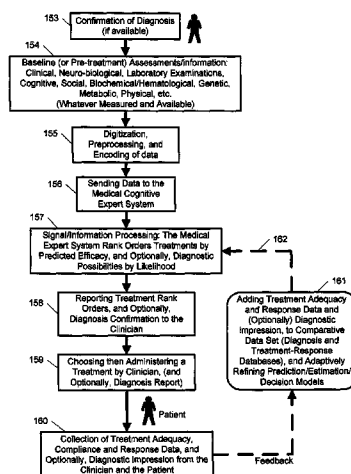 153
Confirmation of Diagnosis
(if available)
154
Baseline (or Pre-treatment) Assessments/Information:
Clinical, Neuro-biological, Laboratory Examinations,
Cognitive, Social, Biochemical/Hematological, Genetic,
Metabolic, Physical, etc.
(Whatever Measured and Available)
155
Digitization,
Preprocessing, and
Encoding of data
156
Sending Data to the
Medical Cognitive
Expert System
157
162
Signal/Information Processing: The Medical
Expert System Rank Orders Treatments by
Predicted Efficacy, and Optionally, Diagnostic
Possibilities by Likelihood
161
Adding Treatment Adequacy
and Response Data and
(Optionally) Diagnostic
Impression, to Comparative
Data Set (Diagnosis and
Treatment-Response
Databases), and Adaptively
Refining Prediction/Estimation/
Decision Models
158
Reporting Treatment Rank
Orders, and Optionally,
Diagnosis Confirmation to the
Clinician
159
Choosing then Administering a
Treatment by Clinician, (and
Optionally, Diagnosis Report)
Patient
160
Collection of Treatment Adequacy,
Compliance and Response Data, and
Optionally, Diagnostic Impression from the
Clinician and the Patient
Feedback